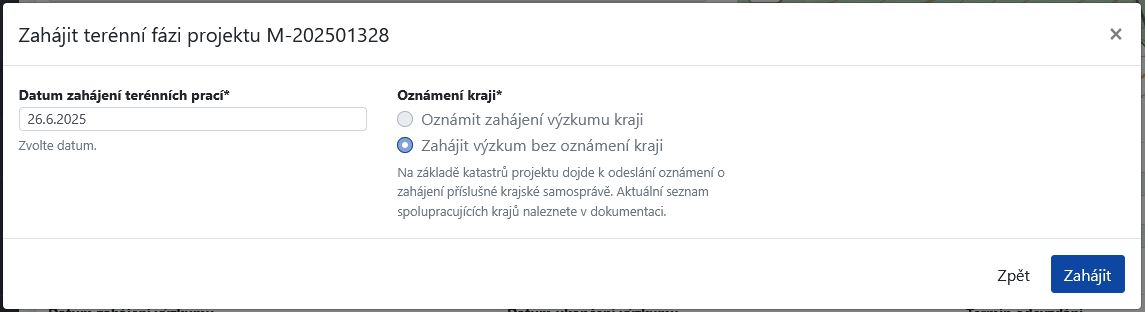 Zahájit terénní fázi projektu M-202501328
×
Datum zahájení terénních prací*
26.6.2025
Zvolte datum.
Oznámení kraji*
Oznámit zahájení výzkumu kraji
Zahájit výzkum bez oznámení kraji
Na základě katastrů projektu dojde k odeslání oznámení o
zahájení příslušné krajské samosprávě. Aktuální seznam
spolupracujících krajů naleznete v dokumentaci.
Zpět
Zahájit